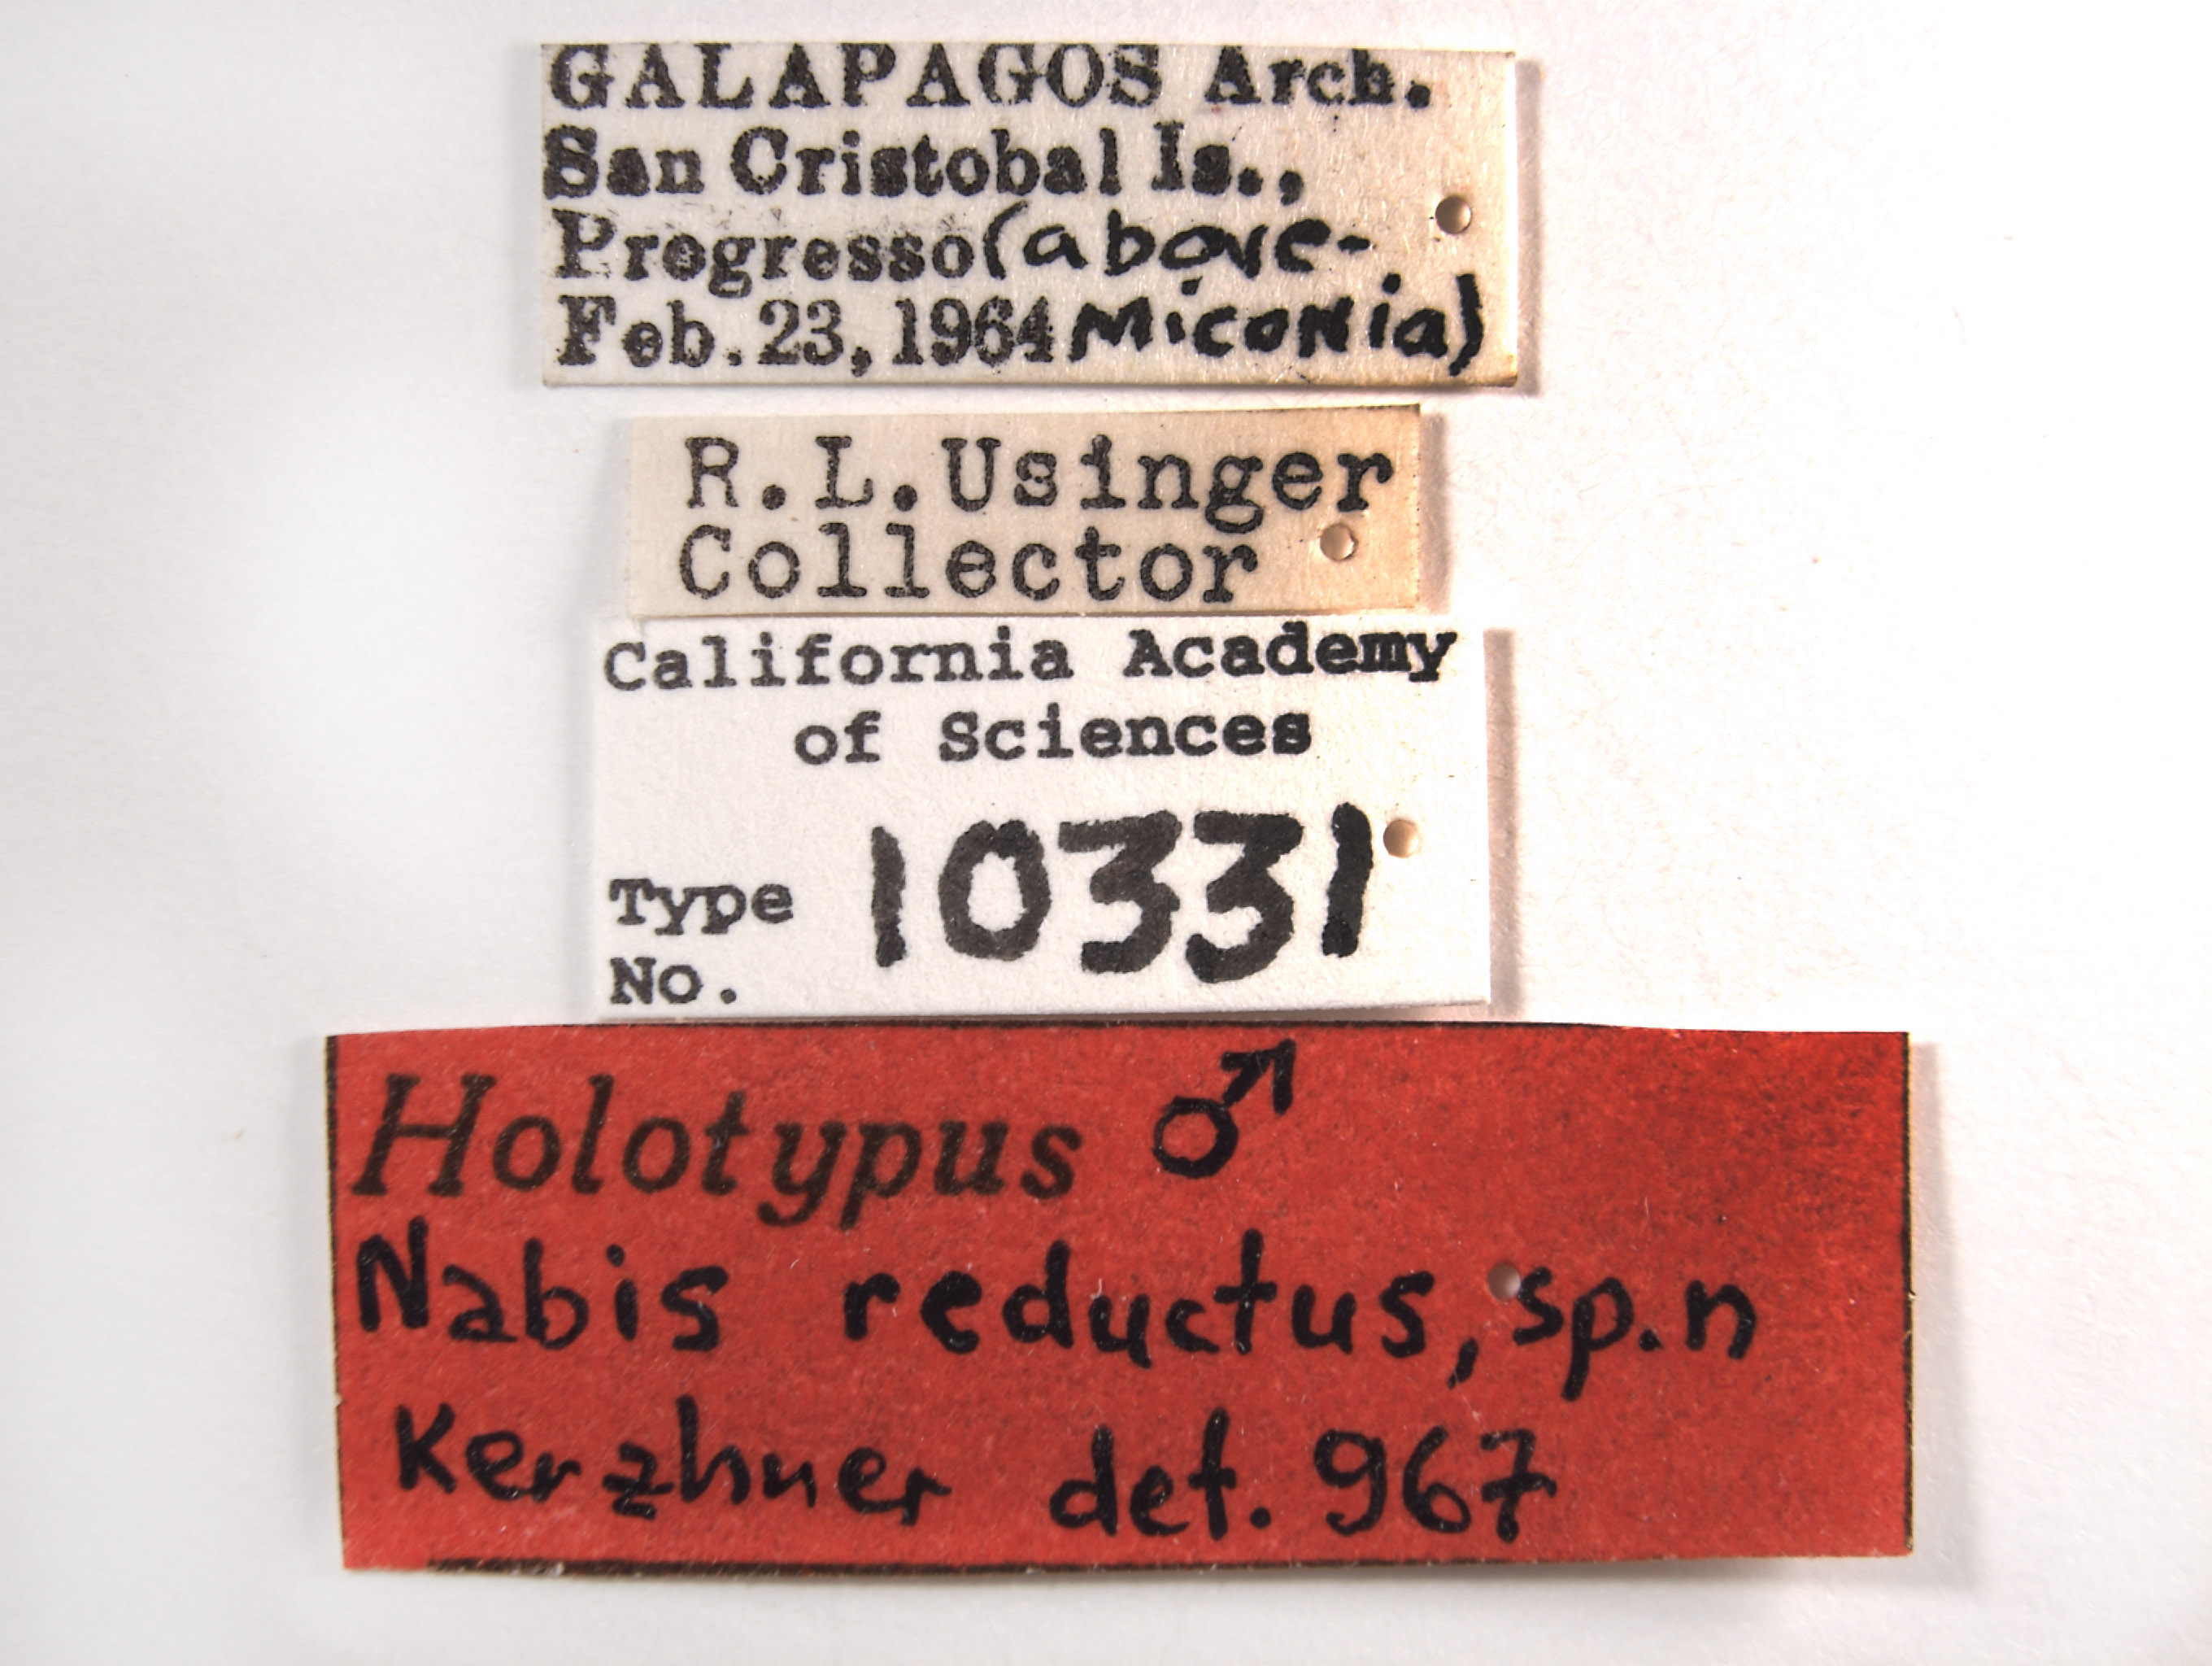 GALAPAGOS Arch.
San Cristobal Is.,
Progresso (above-
Feb. 23, 1964 Miconia)
R.L.Usinger
Collector
California Academy
of Sciences
Type
No. 10331
Holotypus ♂
Nabis reductus, sp.n
Kerzhner det. 967